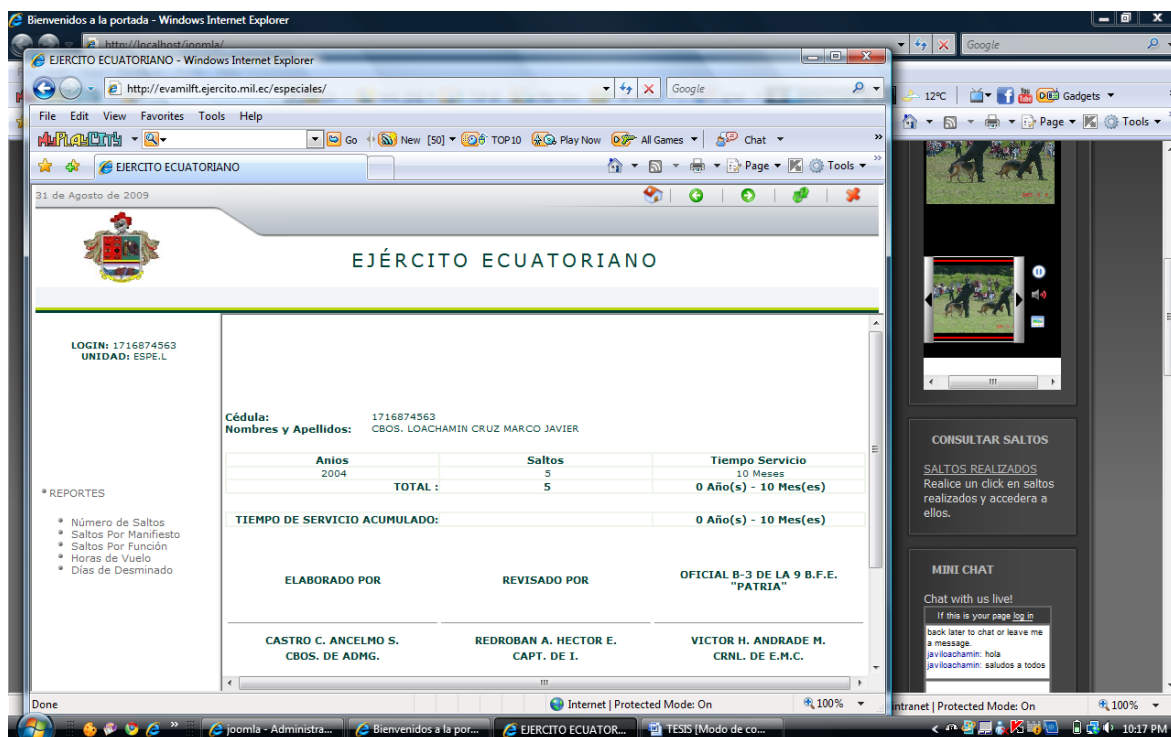 Bienvenidos a la portada - Windows Internet Explorer
http://localhost/joomla/
Google
EJERCITO ECUATORIANO - Windows Internet Explorer
http://evamilft.ejercito.mil.ec/especiales/
Google
12°C
Gadgets
File Edit View Favorites Tools Help
MyPlayCity
Go New [50] TOP10 Play Now All Games Chat
Page Tools
EJERCITO ECUATORIANO
Page Tools
31 de Agosto de 2009
EJÉRCITO ECUATORIANO
LOGIN: 1716874563
UNIDAD: ESPE.L
Cédula: 1716874563
Nombres y Apellidos: CBOS. LOACHAMIN CRUZ MARCO JAVIER
Anios Saltos Tiempo Servicio
2004 5 10 Meses
TOTAL : 5 0 Año(s) - 10 Mes(es)
TIEMPO DE SERVICIO ACUMULADO: 0 Año(s) - 10 Mes(es)
REPORTES
Número de Saltos
Saltos Por Manifiesto
Saltos Por Función
Horas de Vuelo
Días de Desminado
ELABORADO POR REVISADO POR OFICIAL B-3 DE LA 9 B.F.E.
"PATRIA"
CASTRO C. ANCELMO S. REDROBAN A. HECTOR E. VICTOR H. ANDRADE M.
CBOS. DE ADMG. CAPT. DE I. CRNL. DE E.M.C.
CONSULTAR SALTOS
SALTOS REALIZADOS
Realice un click en saltos
realizados y accedera a
ellos.
MINI CHAT
Chat with us live!
If this is your page log in
back later to chat or leave me
a message.
javiloachamin: hola
javiloachamin: saludos a todos
Done Internet | Protected Mode: On 100%
intranet | Protected Mode: On 100%
joomla - Administra... Bienvenidos a la por... EJERCITO ECUATOR... TESIS [Modo de co... 10:17 PM